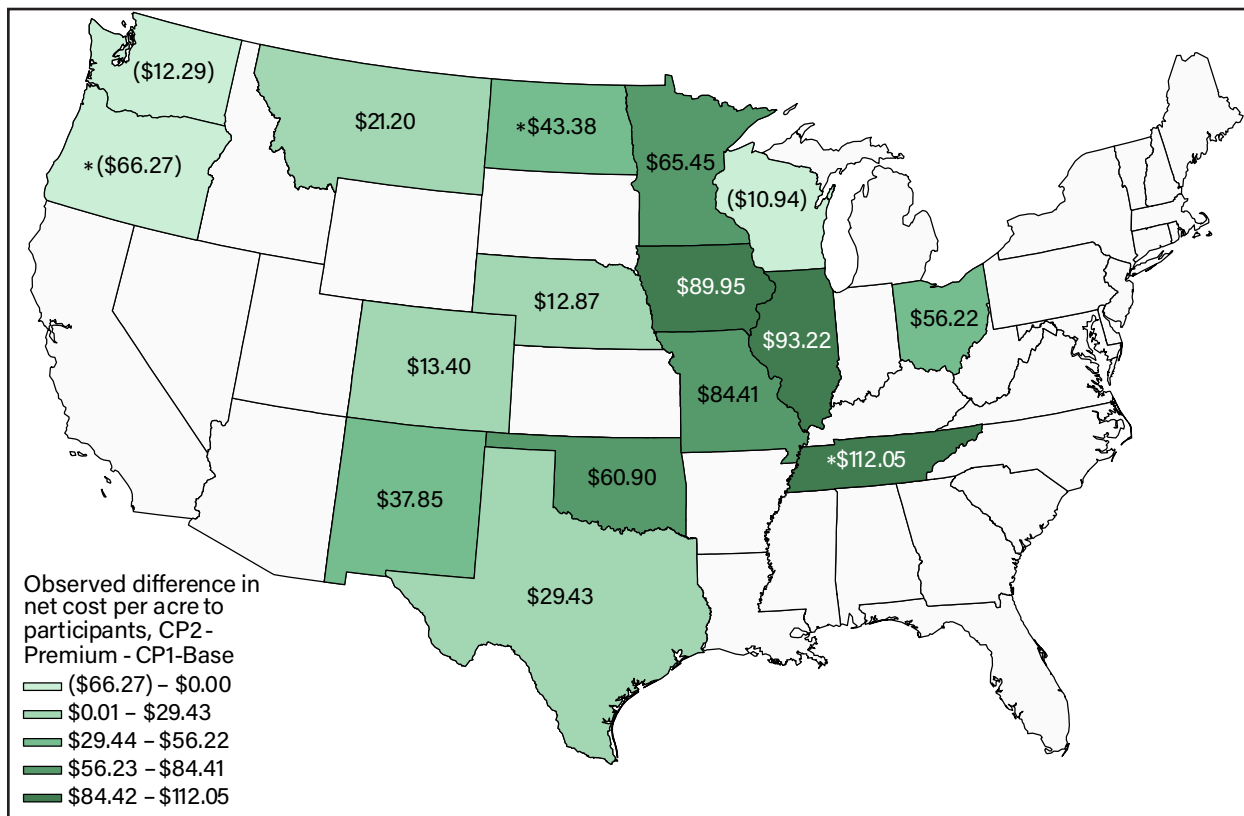 ($12.29)
$21.20
*$43.38
*($66.27)
$65.45
($10.94)
$12.87
$89.95
$56.22
$93.22
$13.40
$84.41
*$112.05
$60.90
$37.85
$29.43
Observed difference in
net cost per acre to
participants, CP2 -
Premium - CP1-Base
($66.27) – $0.00
$0.01 – $29.43
$29.44 – $56.22
$56.23 – $84.41
$84.42 – $112.05